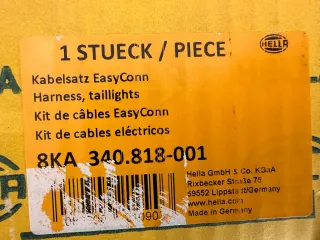 1 STUECK / PIECE
HELLA
Kabelsatz EasyConn
Harness, taillights
Kit de câbles EasyConn
Kit de cables eléctricos
8KA 340.818-001
Hella GmbH & Co. KGaA
Rixbecker Straße 75
59552 Lippstadt/Germany
www.hella.com
Made in Germany